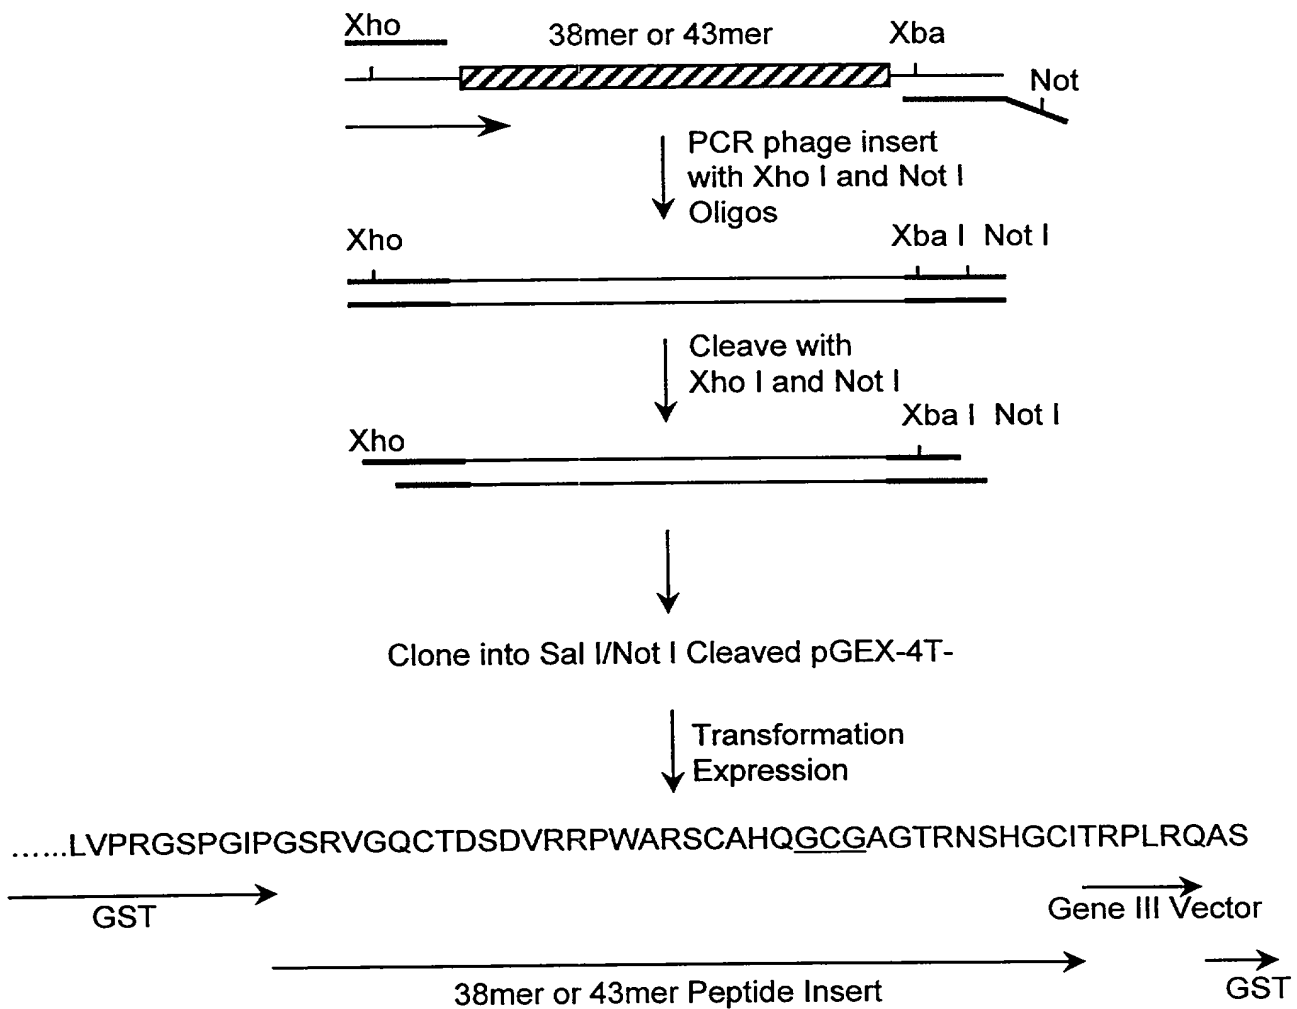 Xho
38mer or 43mer
Xba
Not
PCR phage insert
with Xho I and Not I
Oligos
Xho
Xba I Not I
Cleave with
Xho I and Not I
Xba I Not I
Xho
Clone into Sal I/Not I Cleaved pGEX-4T-
Transformation
Expression
......LVPRGSPGIPGSRVGQCTDSDVRRPWARSCAHQGCGAGTRNSHGCITRPLRQAS
GST
Gene III Vector
38mer or 43mer Peptide Insert
GST